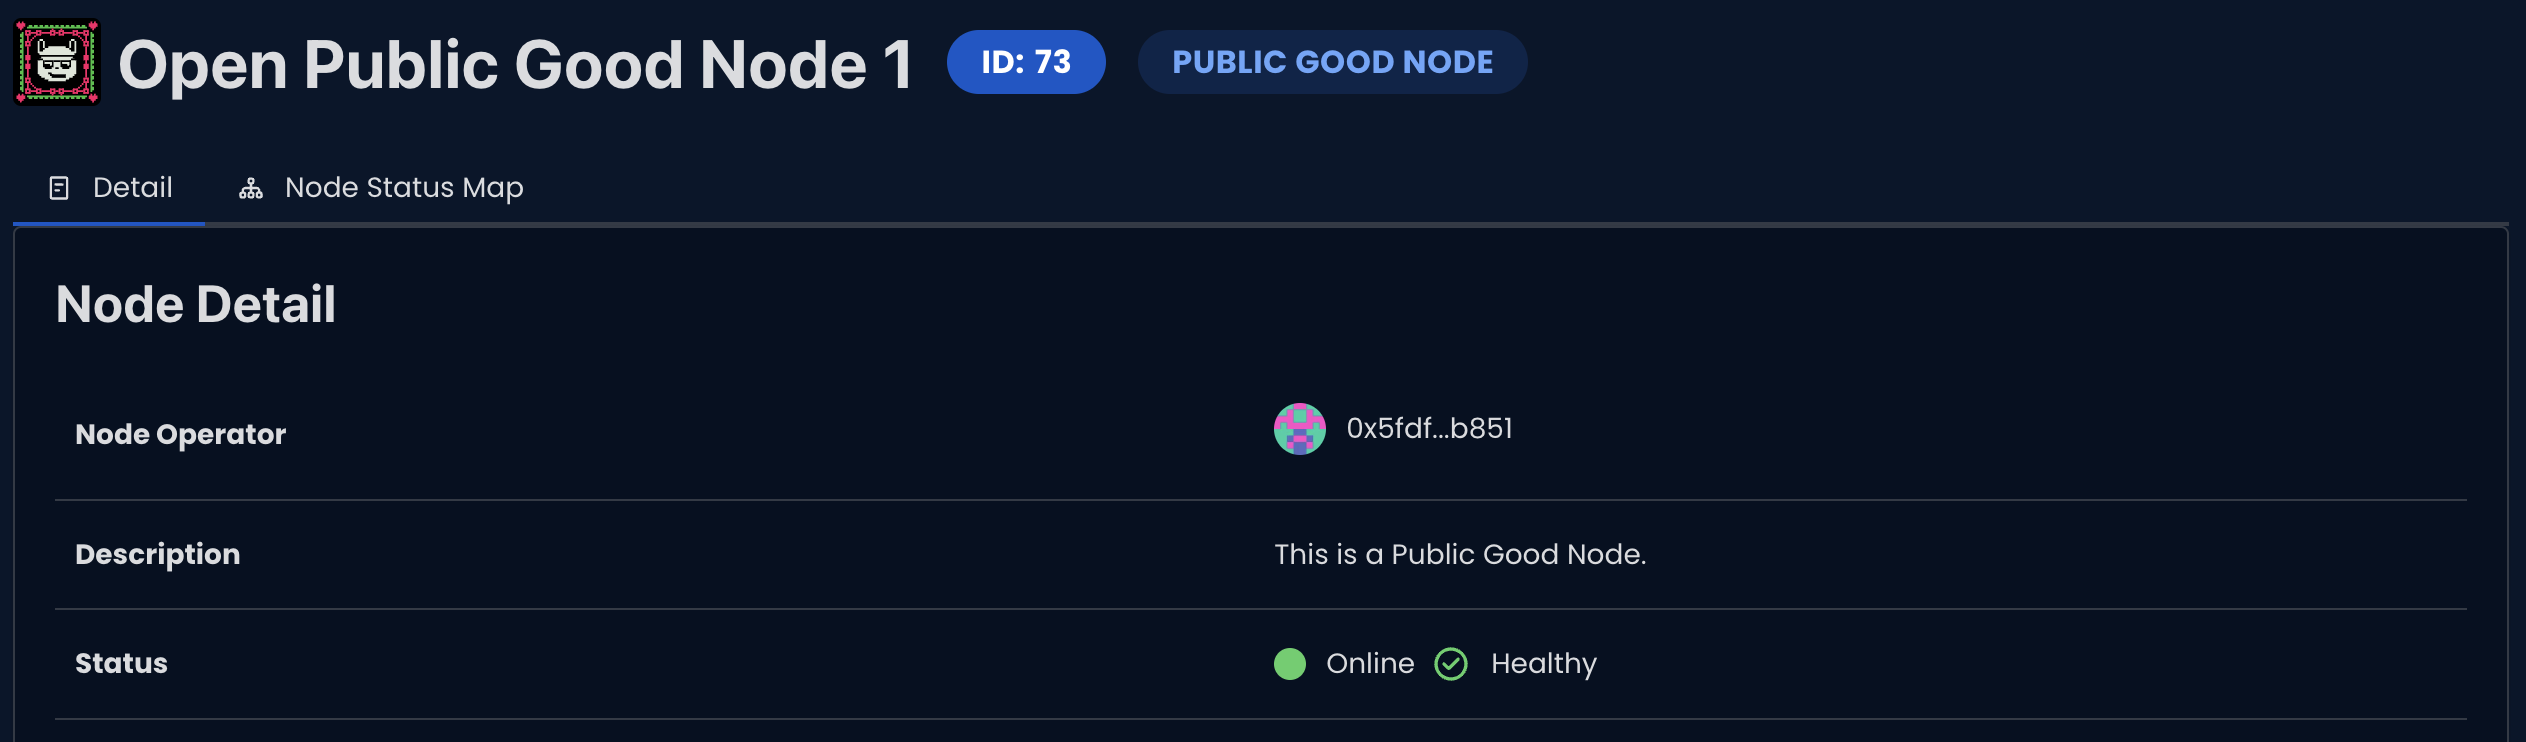 Open Public Good Node 1
ID: 73
PUBLIC GOOD NODE
Detail
Node Status Map
Node Detail
Node Operator
0x5fdf...b851
Description
This is a Public Good Node.
Status
Online
Healthy